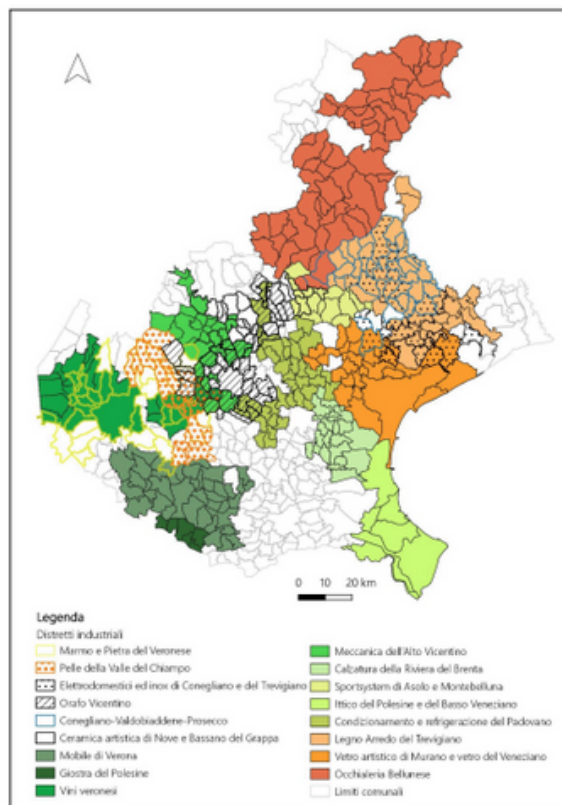 0 10 20 km
Legenda
Distretti industriali
Marmo e Pietra del Veronese
Pelle della Valle del Chiampo
Elettrodomestici ed inox di Conegliano e del Trevigiano
Orafo Vicentino
Conegliano-Valdobiaddene-Prosecco
Ceramica artistica di Nove e Bassano del Grappa
Mobile di Verona
Giostra del Polesine
Vini veronesi
Meccanica dell'Alto Vicentino
Calzatura della Riviera del Brenta
Sportsystem di Asolo e Montebelluna
Ittico del Polesine e del Basso Veneziano
Condizionamento e refrigerazione del Padovano
Legno Arredo del Trevigiano
Vetro artistico di Murano e vetro del Veneziano
Occhialeria Bellunese
Limiti comunali